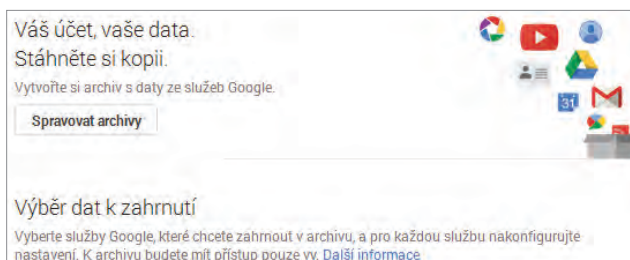 Váš účet, vaše data.
Stáhněte si kopii.
Vytvořte si archiv s daty ze služeb Google.
Spravovat archivy
31
Výběr dat k zahrnutí
Vyberte služby Google, které chcete zahrnout v archivu, a pro každou službu nakonfigurujte
nastavení. K archivu budete mít přístup pouze vy. Další informace